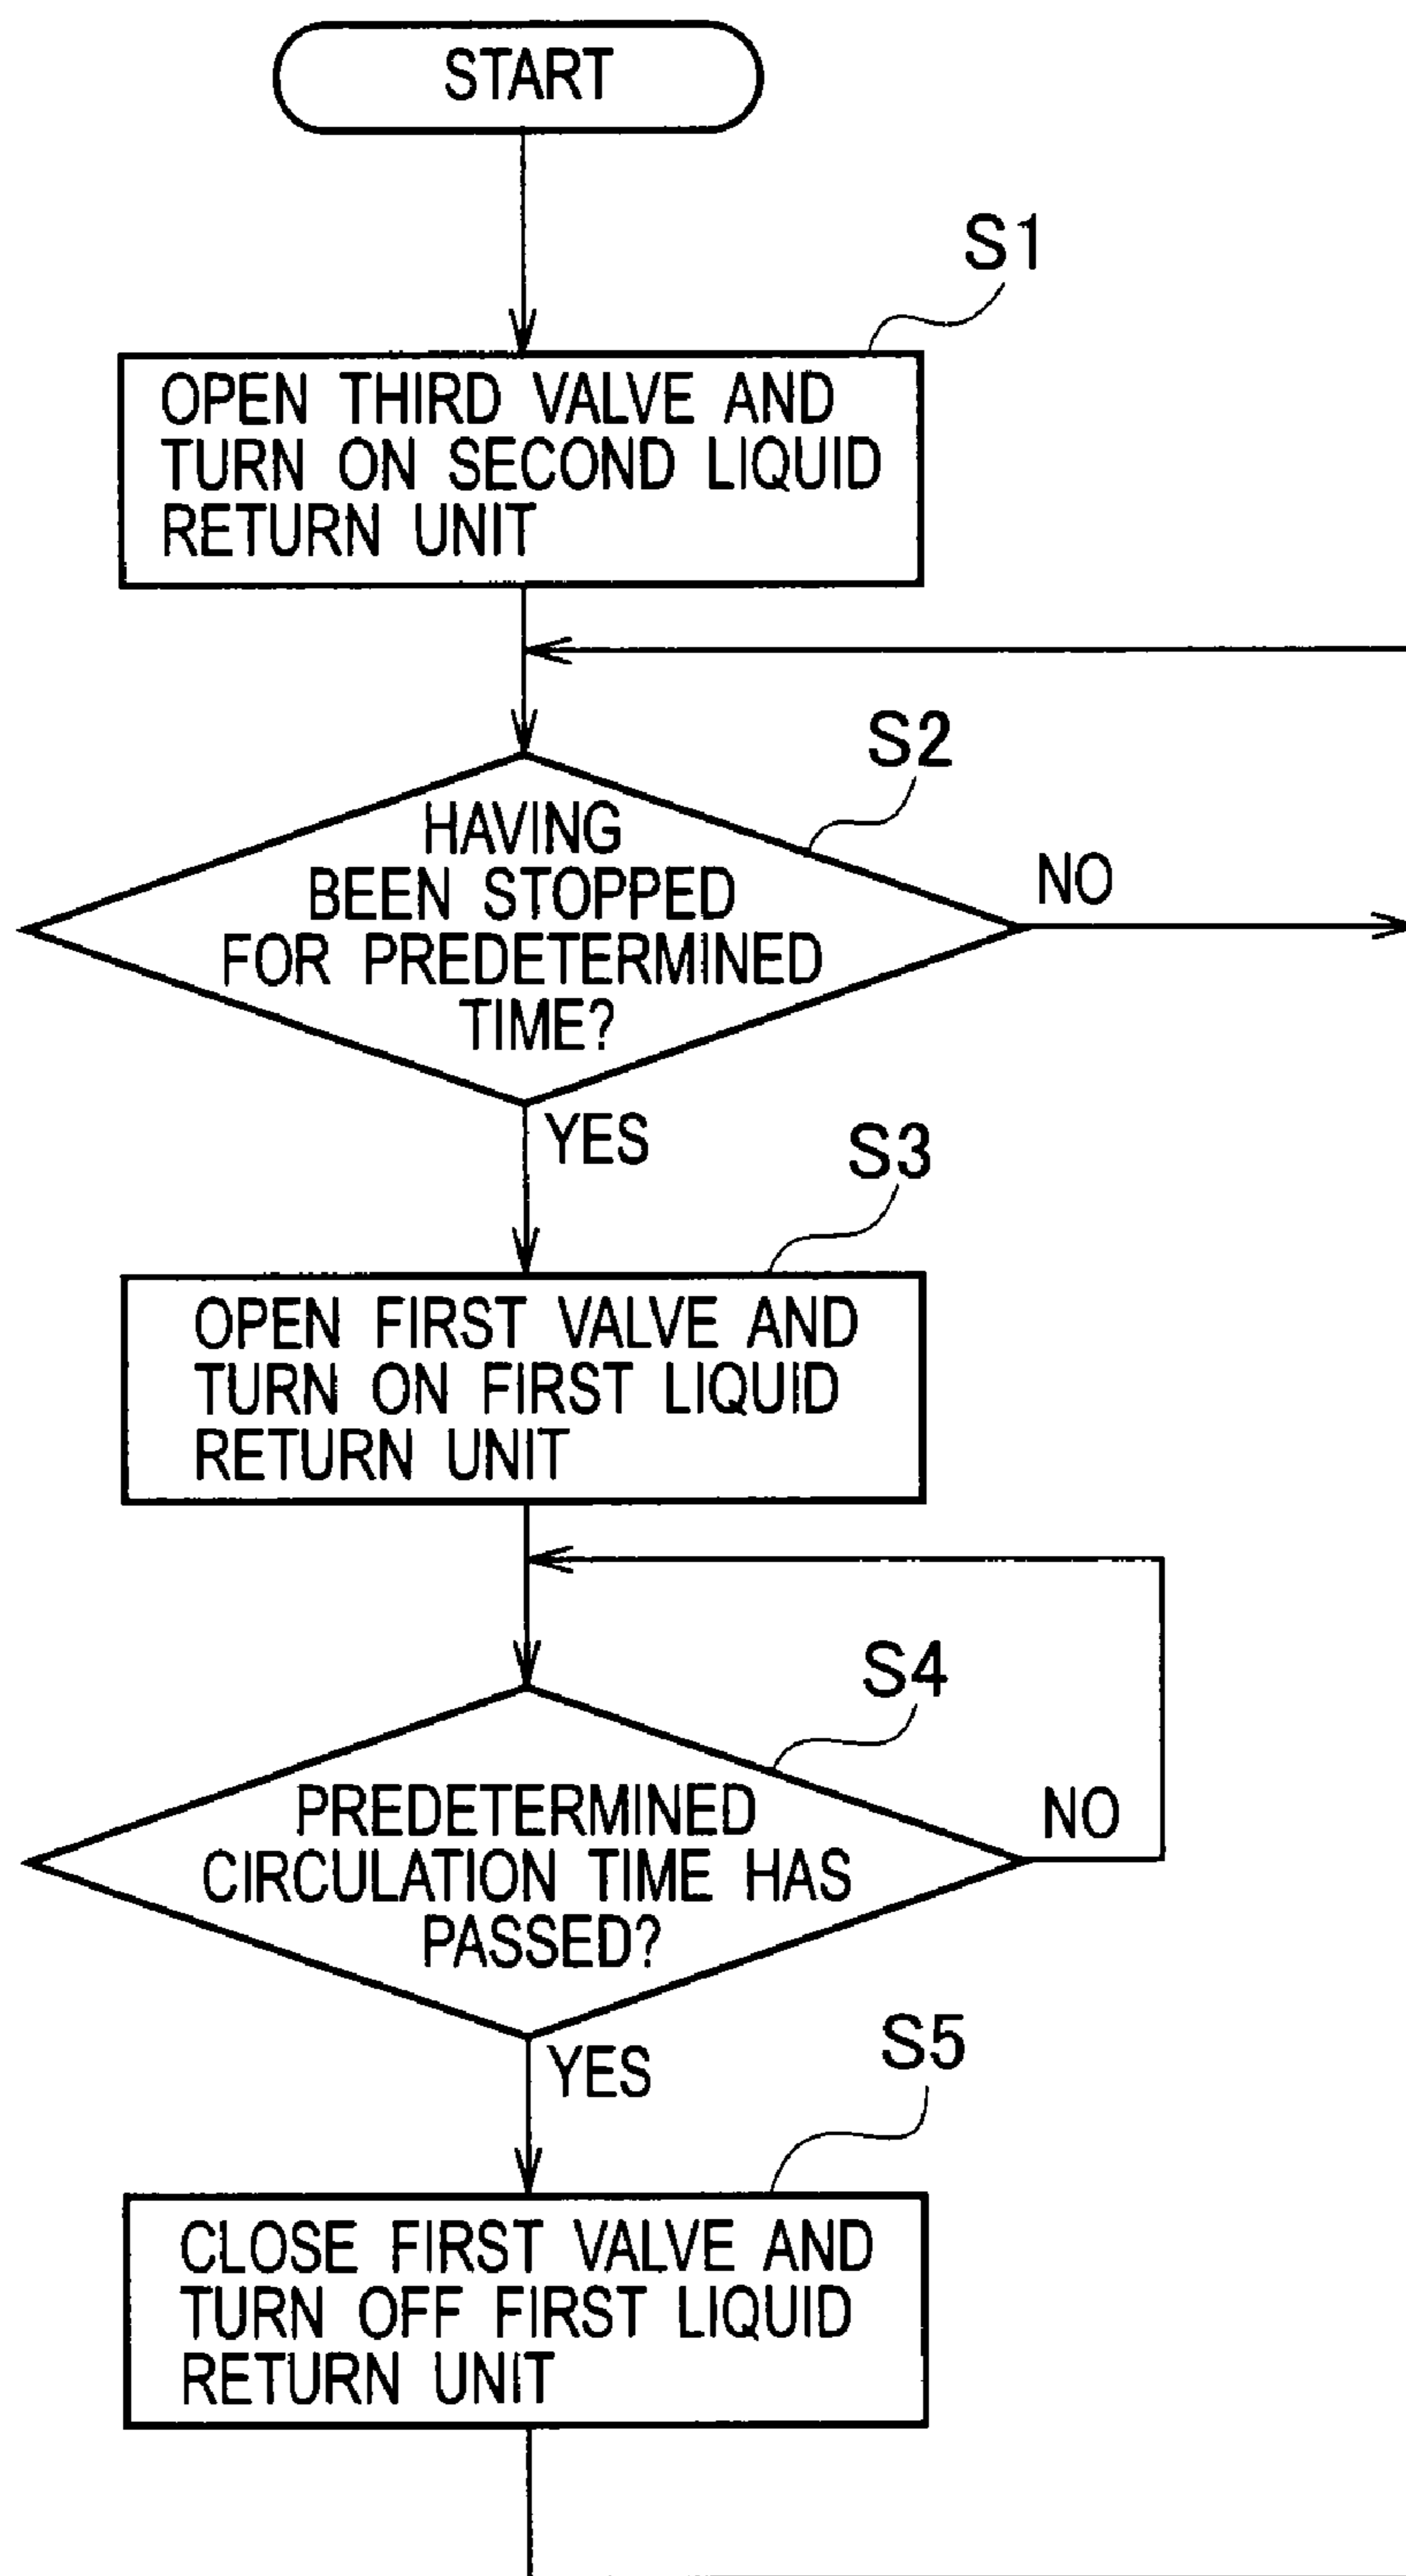 START
S1
OPEN THIRD VALVE AND
TURN ON SECOND LIQUID
RETURN UNIT
S2
HAVING
BEEN STOPPED
FOR PREDETERMINED
TIME?
NO
YES
S3
OPEN FIRST VALVE AND
TURN ON FIRST LIQUID
RETURN UNIT
S4
PREDETERMINED
CIRCULATION TIME HAS
PASSED?
NO
YES
S5
CLOSE FIRST VALVE AND
TURN OFF FIRST LIQUID
RETURN UNIT